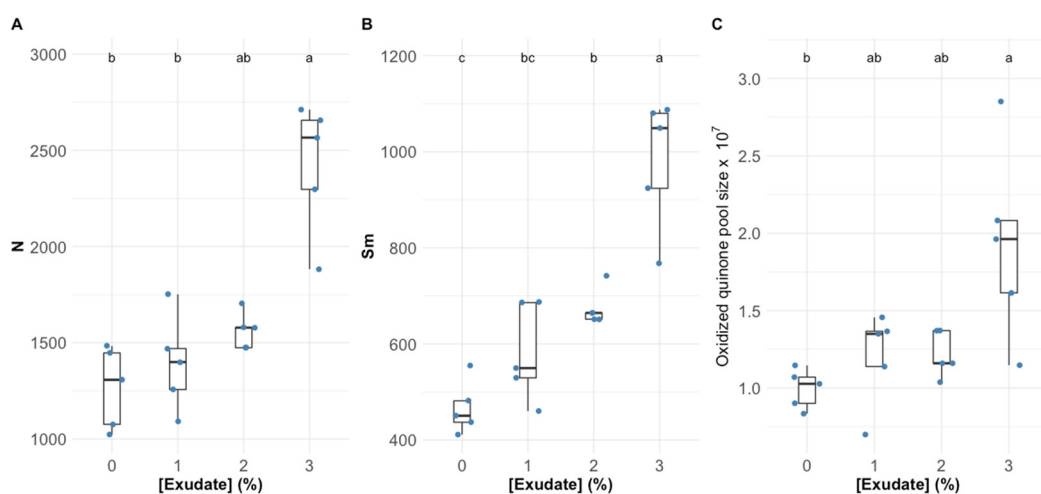 A
b b ab a
3000
2500
2000
1500
1000
N
0 1 2 3
[Exudate] (%)
B
c bc b a
1200
1000
800
600
400
Sm
0 1 2 3
[Exudate] (%)
C
b ab ab a
3.0
2.5
2.0
1.5
1.0
Oxidized quinone pool size x 10⁷
0 1 2 3
[Exudate] (%)